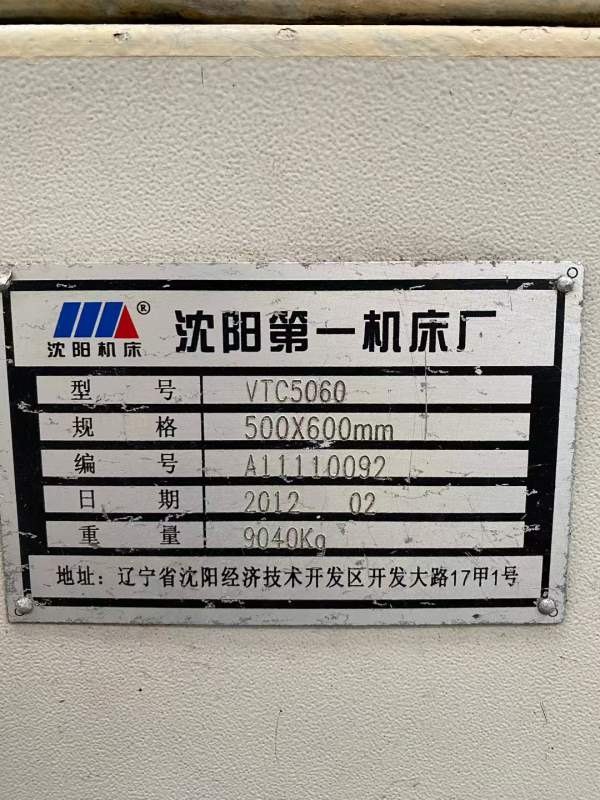 沈阳机床® 沈阳第一机床厂
型 号 VTC5060
规 格 500X600mm
编 号 A11110092
日 期 2012 02
重 量 9040Kg
地址: 辽宁省沈阳经济技术开发区开发大路17甲1号